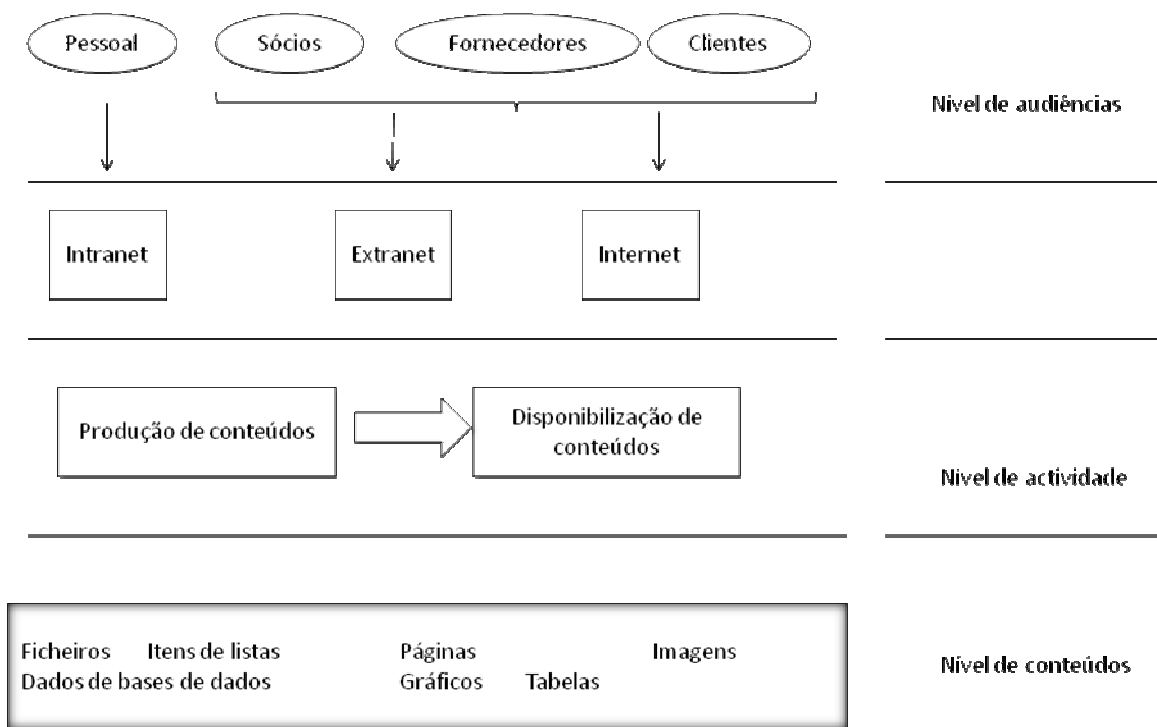 Pessoal
Sócios
Fornecedores
Clientes
Nível de audiências
Intranet
Extranet
Internet
Produção de conteúdos
Disponibilização de
conteúdos
Nível de actividade
Ficheiros Itens de listas Páginas Imagens
Dados de bases de dados Gráficos Tabelas
Nível de conteúdos